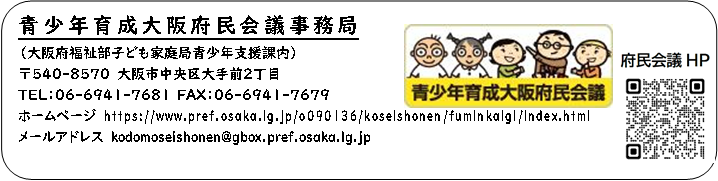 青少年育成大阪府民会議事務局
（大阪府福祉部子ども家庭局青少年支援課内）
〒540-8570 大阪市中央区大手前2丁目
TEL:06-6941-7681 FAX:06-6941-7679
ホームページ https://www.pref.osaka.lg.jp/o090136/koseishonen/fuminkaigi/index.html
メールアドレス kodomoseishonen@gbox.pref.osaka.lg.jp
青少年育成大阪府民会議
府民会議 HP